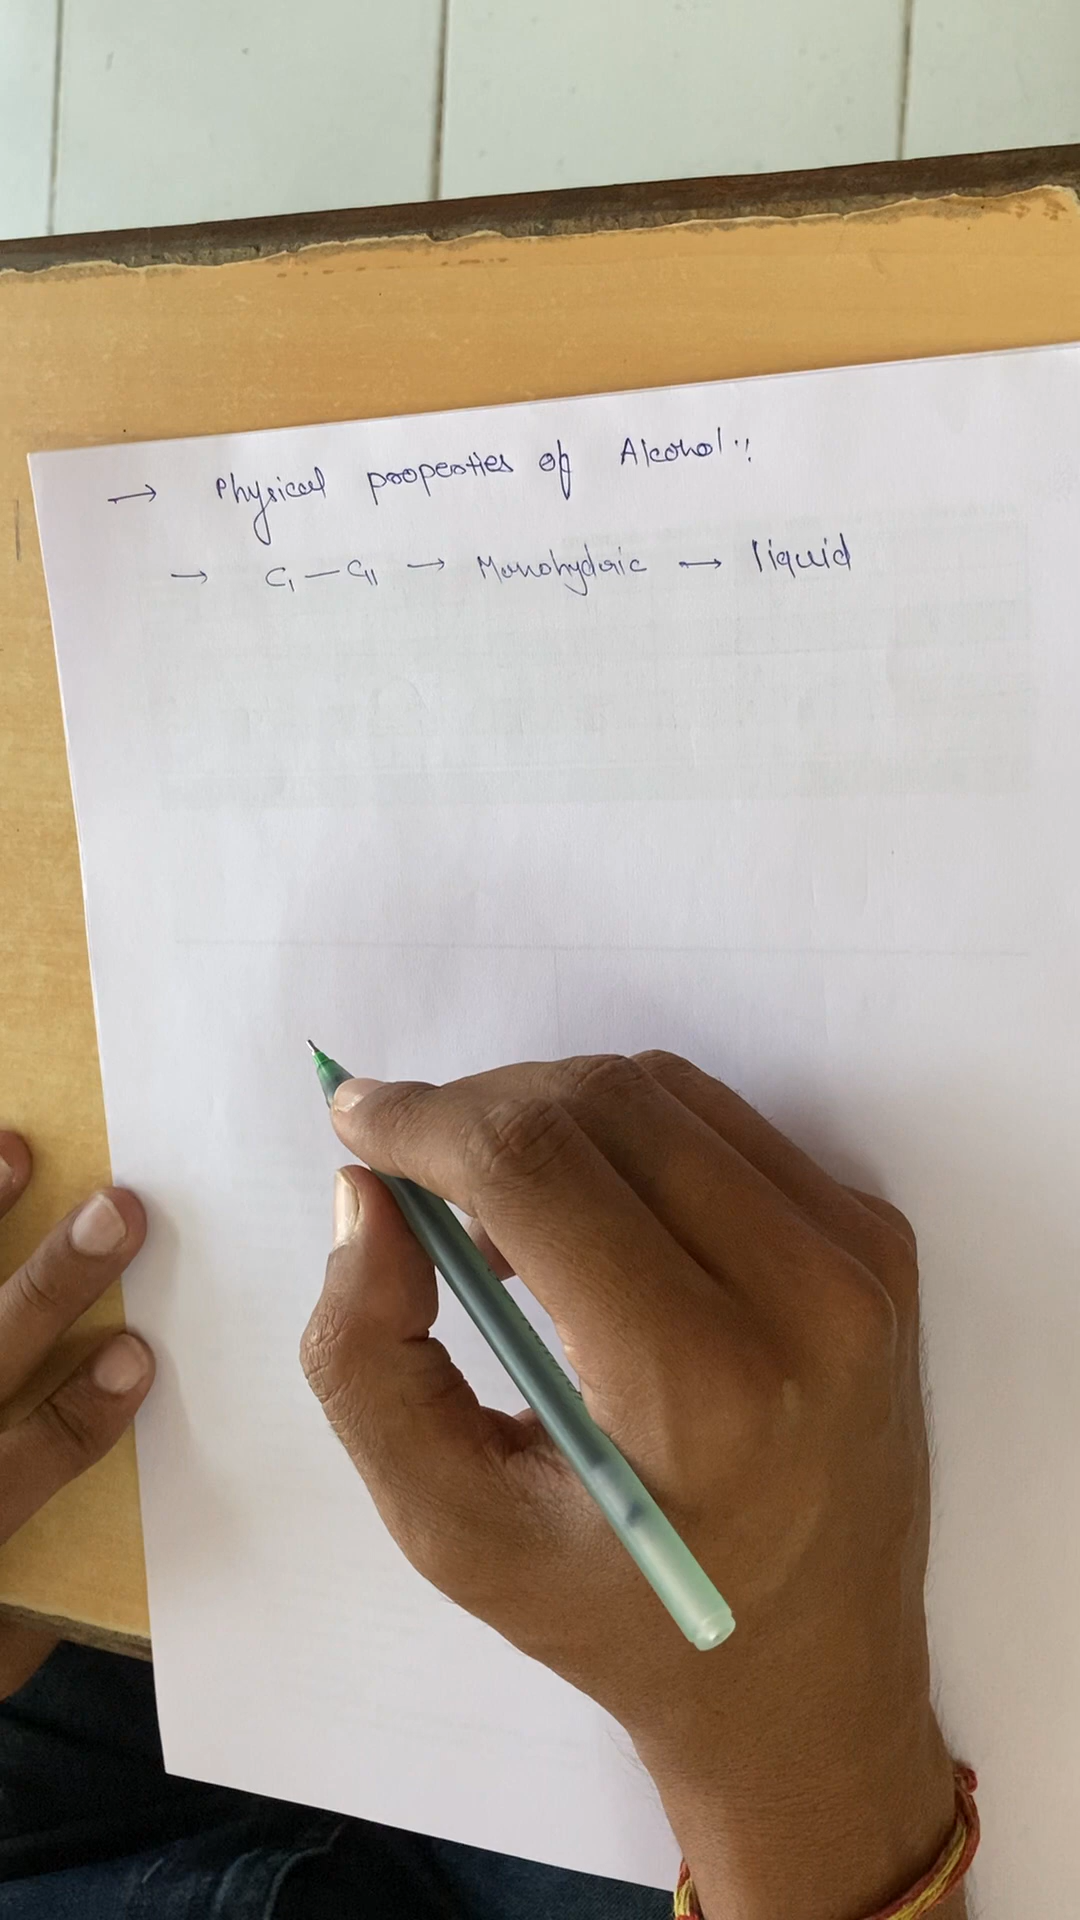 → Physical properties of Alcohol :!
→ C₁ — C₁₁ → Monohydric → liquid